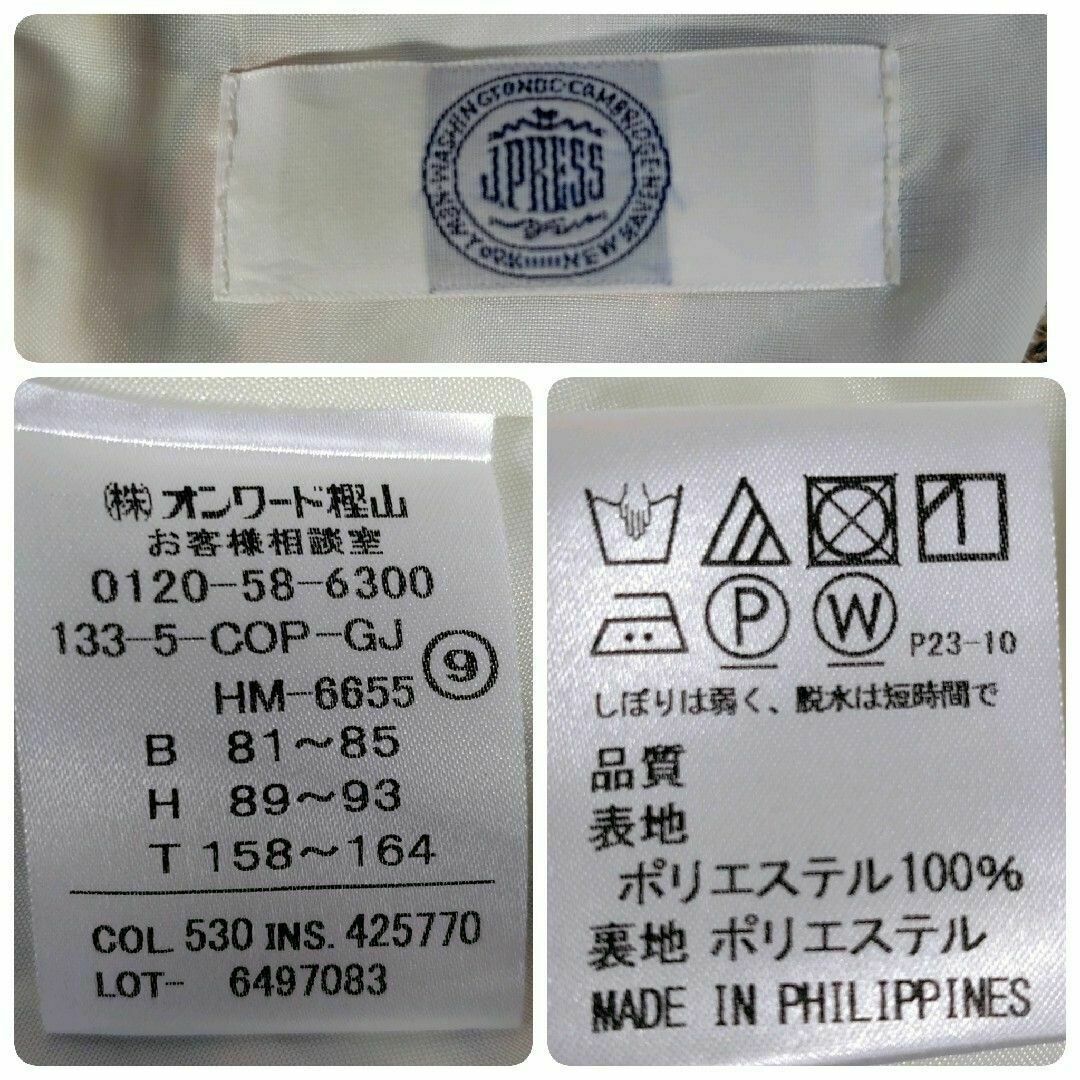 WASHINGTON DC・CAMBRIDGE・NEW HAVEN・NEW YORK
J.PRESS
㈱オンワード樫山
お客様相談室
0120-58-6300
133-5-COP-GJ
⑨
HM-6655
B 81〜85
H 89〜93
T 158〜164
COL 530 INS. 425770
LOT- 6497083
P W P23-10
しぼりは弱く、脱水は短時間で
品質
表地
ポリエステル100%
裏地 ポリエステル
MADE IN PHILIPPINES